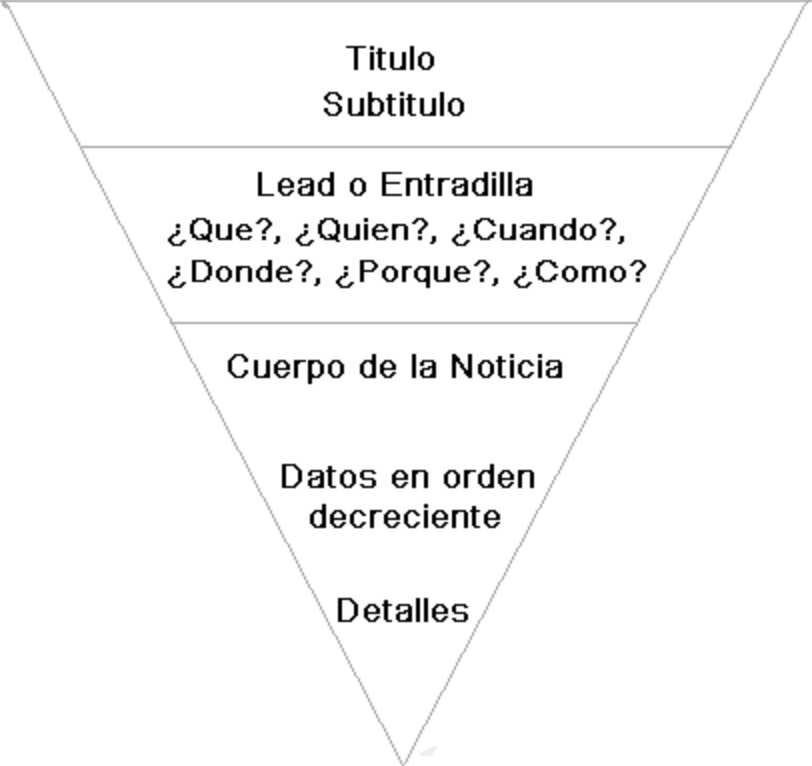 Titulo
Subtitulo
Lead o Entradilla
¿Que?, ¿Quien?, ¿Cuando?,
¿Donde?, ¿Porque?, ¿Como?
Cuerpo de la Noticia
Datos en orden
decreciente
Detalles